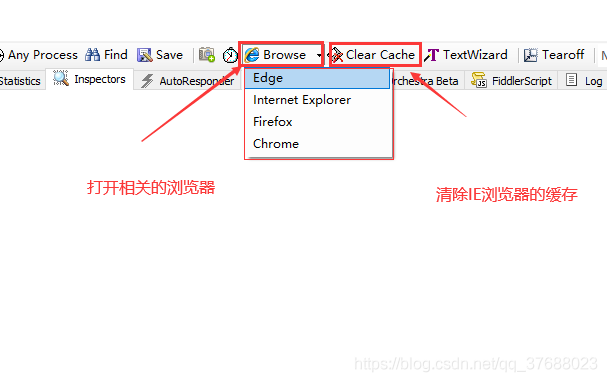 Any Process Find Save Browse Clear Cache TextWizard Tearoff
Statistics Inspectors AutoResponder rchestra Beta FiddlerScript Log
Edge
Internet Explorer
Firefox
Chrome
打开相关的浏览器
清除IE浏览器的缓存
https://blog.csdn.net/qq_37688023